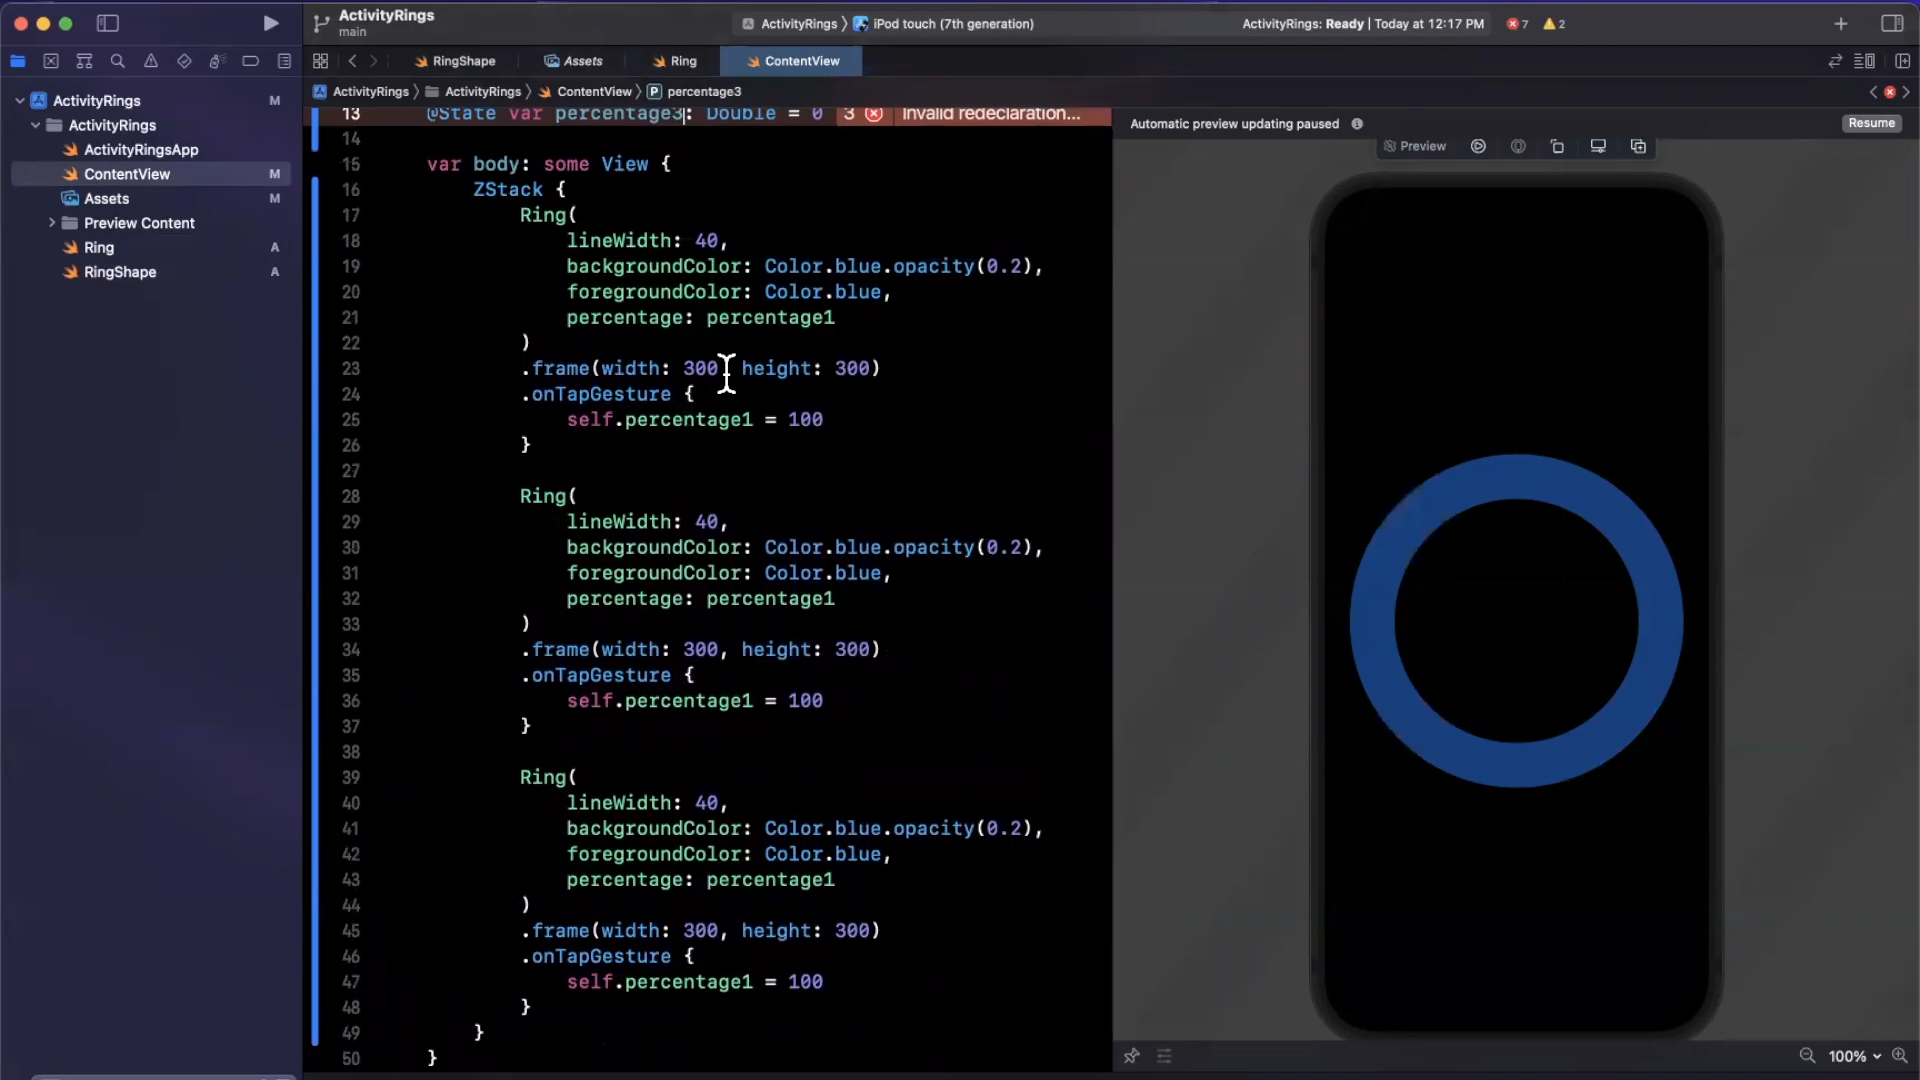 ActivityRings
main
ActivityRings
iPod touch (7th generation)
ActivityRings: Ready | Today at 12:17 PM
7
2
RingShape
Assets
Ring
ContentView
ActivityRings
ActivityRings
ContentView
P
percentage3
ActivityRings M
ActivityRings
ActivityRingsApp
ContentView M
Assets M
Preview Content
Ring A
RingShape A
13 @State var percentage3: Double = 0 3 Invalid redeclaration...
14
15 var body: some View {
16 ZStack {
17 Ring(
18 lineWidth: 40,
19 backgroundColor: Color.blue.opacity(0.2),
20 foregroundColor: Color.blue,
21 percentage: percentage1
22 )
23 .frame(width: 300 height: 300)
24 .onTapGesture {
25 self.percentage1 = 100
26 }
27
28 Ring(
29 lineWidth: 40,
30 backgroundColor: Color.blue.opacity(0.2),
31 foregroundColor: Color.blue,
32 percentage: percentage1
33 )
34 .frame(width: 300, height: 300)
35 .onTapGesture {
36 self.percentage1 = 100
37 }
38
39 Ring(
40 lineWidth: 40,
41 backgroundColor: Color.blue.opacity(0.2),
42 foregroundColor: Color.blue,
43 percentage: percentage1
44 )
45 .frame(width: 300, height: 300)
46 .onTapGesture {
47 self.percentage1 = 100
48 }
49 }
50 }
Automatic preview updating paused
Resume
Preview
100%